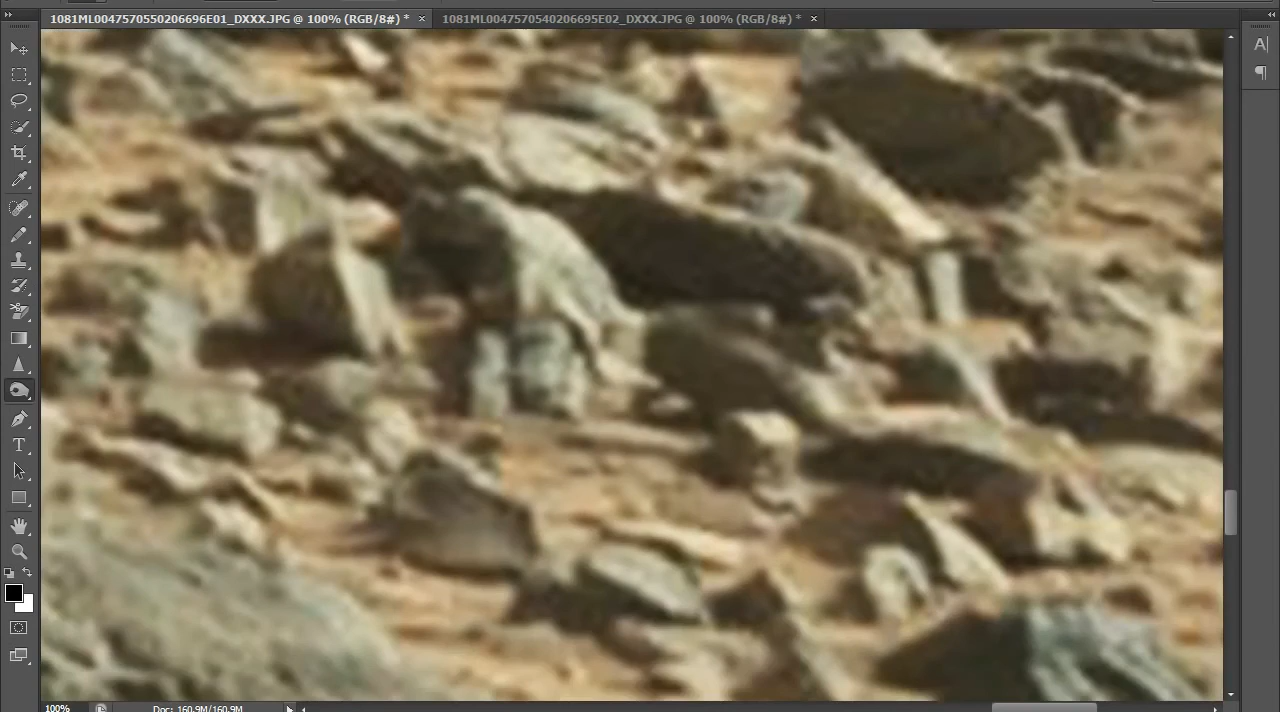 1081ML0047570550206696E01_DXXX.JPG @ 100% (RGB/8#) * × 1081ML0047570540206695E02_DXXX.JPG @ 100% (RGB/8#) * ×
A
T
100% Doc: 160.9M/160.9M